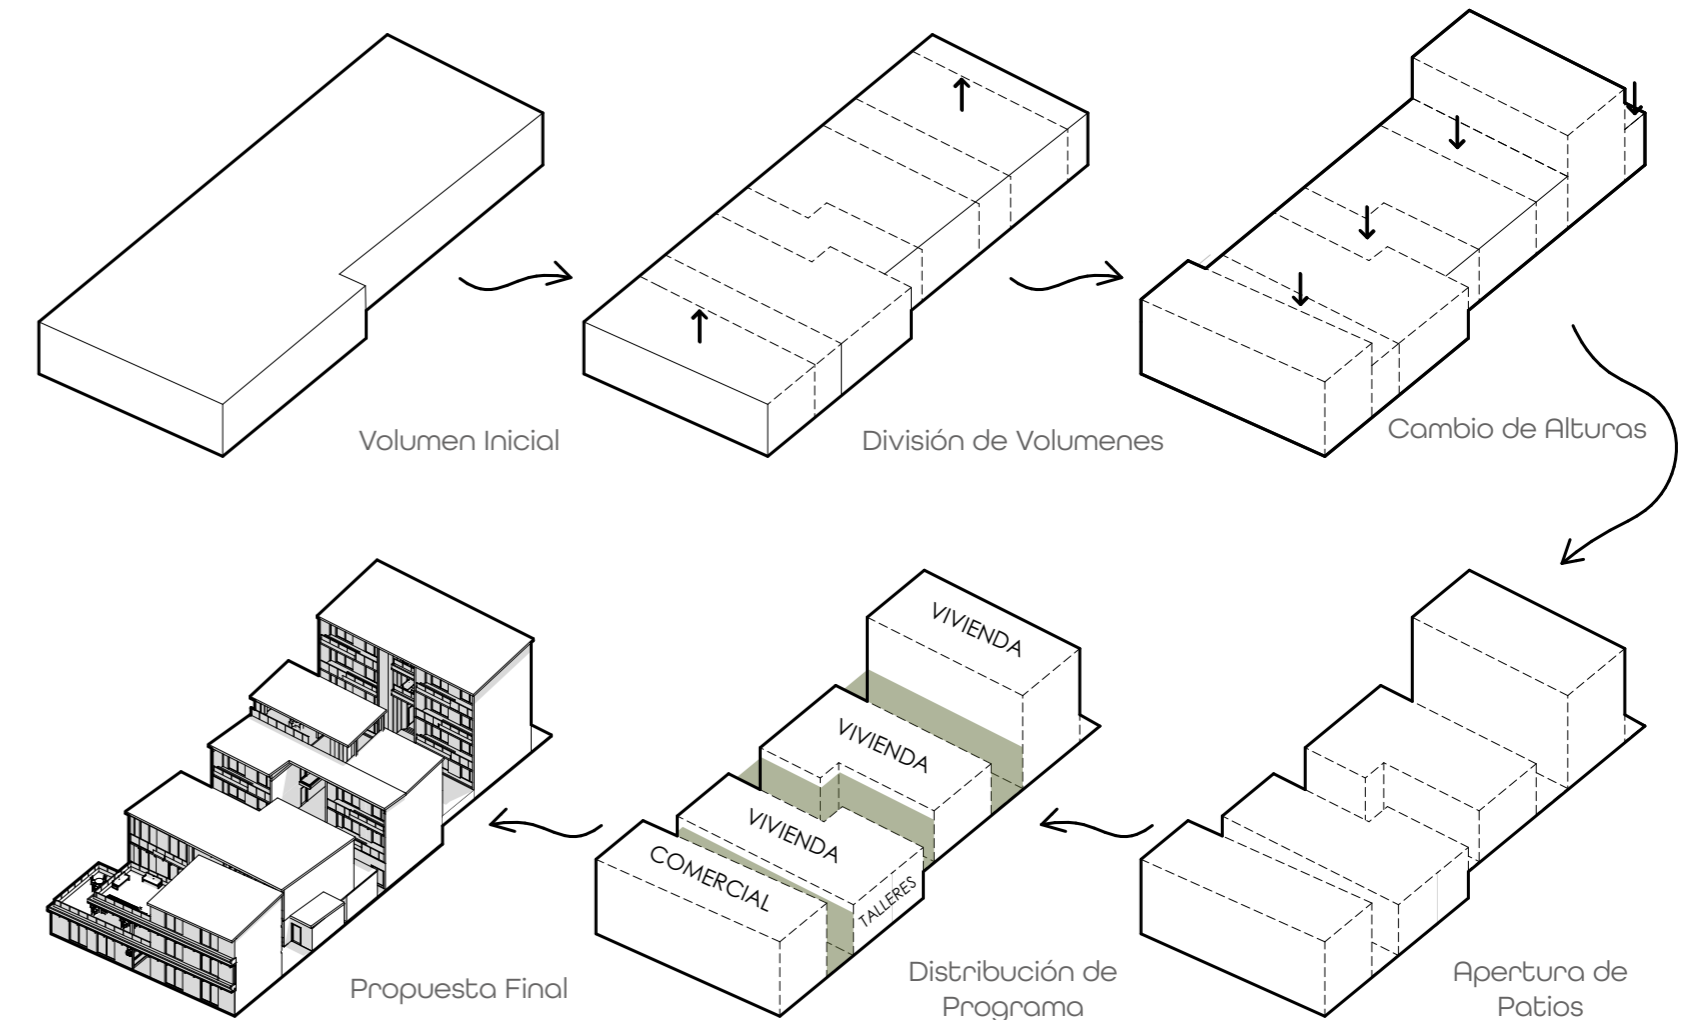 Volumen Inicial
División de Volumenes
Cambio de Alturas
Apertura de
Patios
VIVIENDA
VIVIENDA
VIVIENDA
COMERCIAL
TALLERES
Distribución de
Programa
Propuesta Final